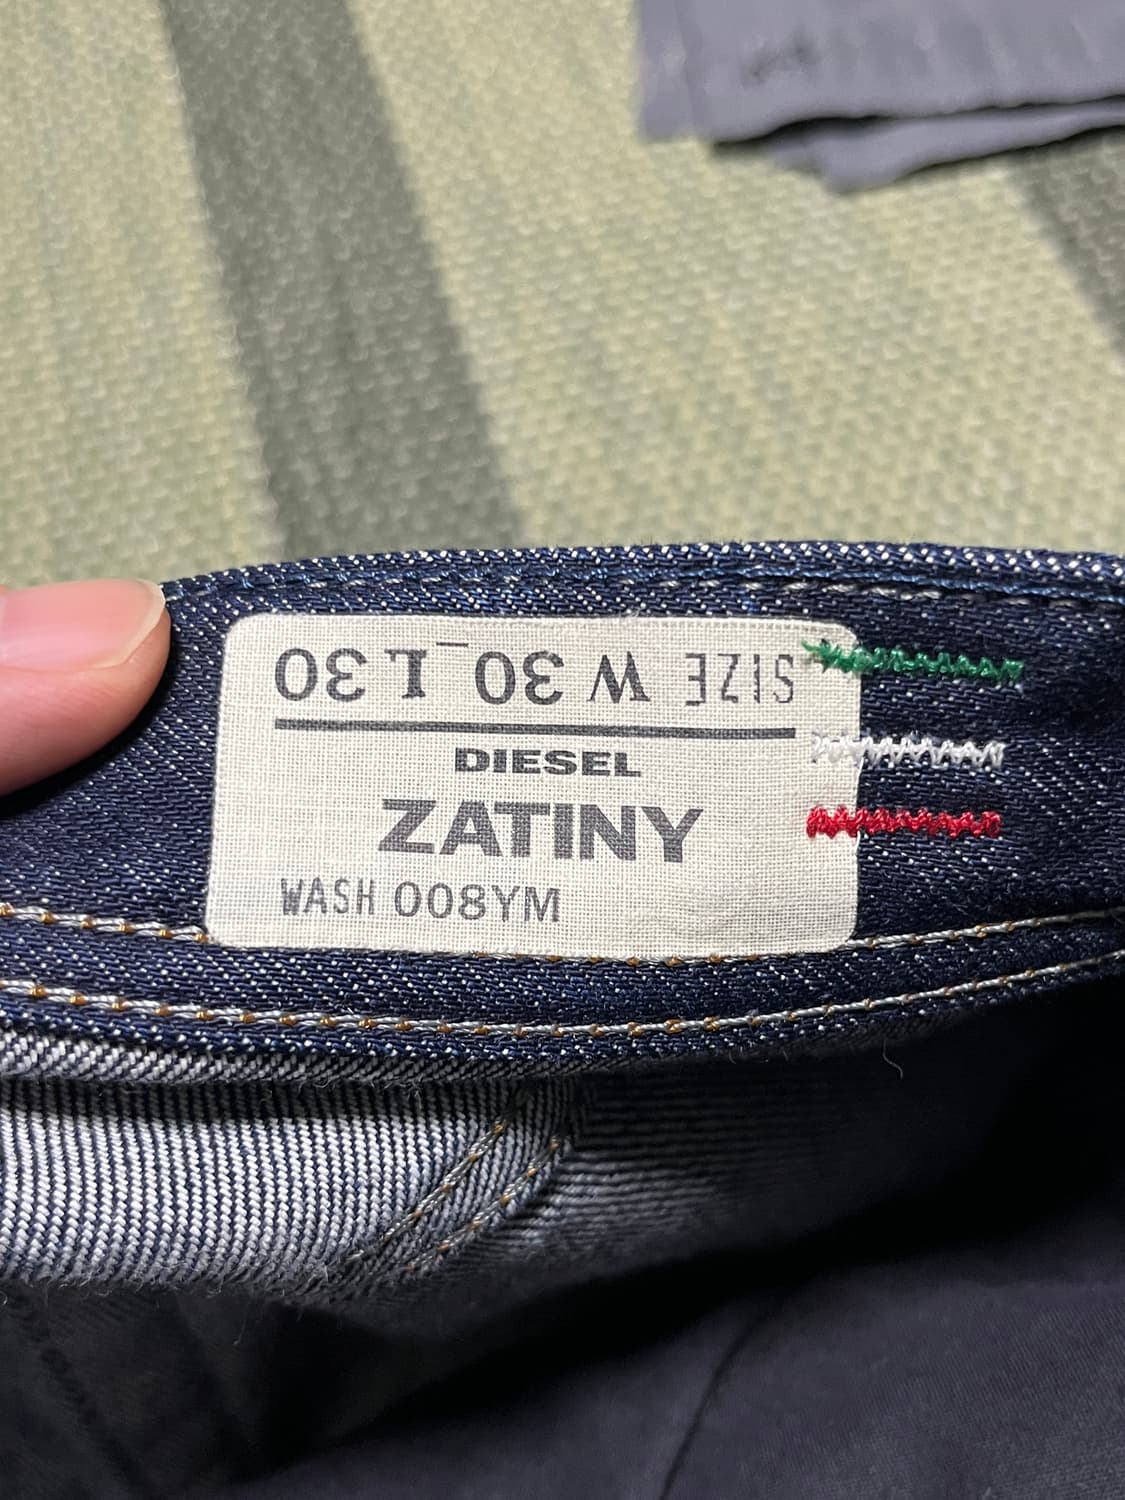 SIZE W 30 L 30
DIESEL
ZATINY
WASH 008YM